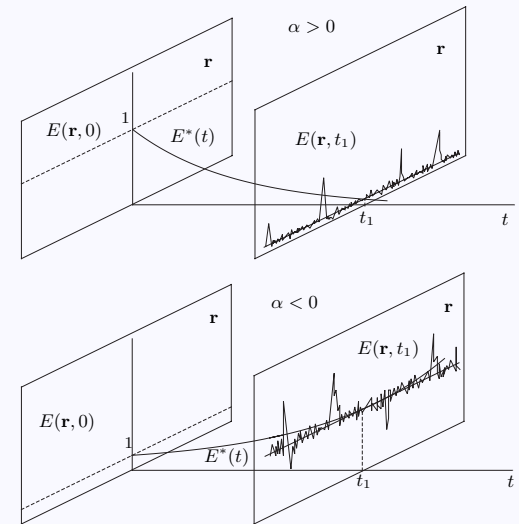 α > 0
r
r
E(r, 0)
1
E*(t)
E(r, t₁)
t₁
t
α < 0
r
r
E(r, t₁)
E(r, 0)
1
E*(t)
t₁
t